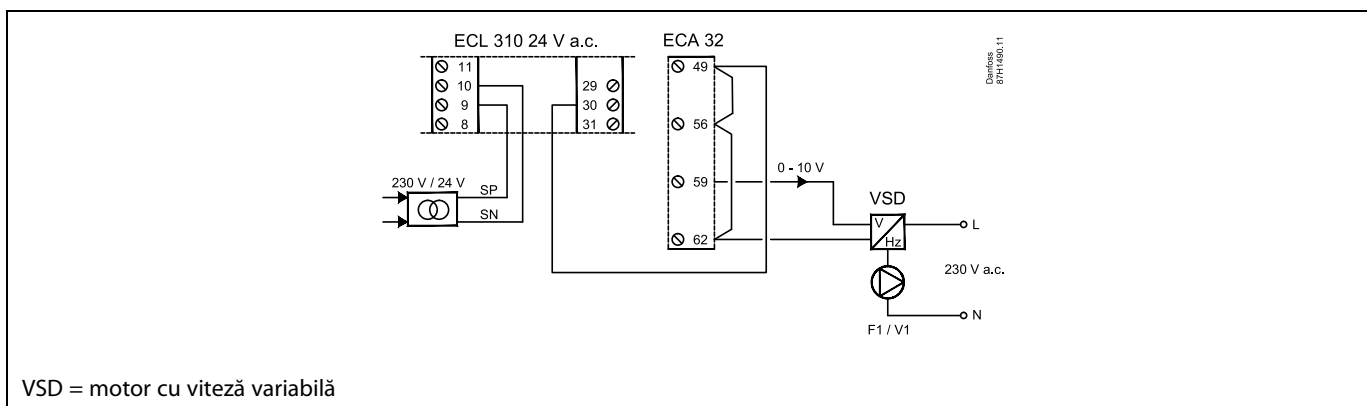 ECL 310 24 V a.c.
ECA 32
Danfoss
87H1490.11
11
10
9
8
29
30
31
49
56
59
62
230 V / 24 V
SP
SN
0 - 10 V
VSD
V
Hz
L
230 V a.c.
N
F1 / V1
VSD = motor cu viteză variabilă